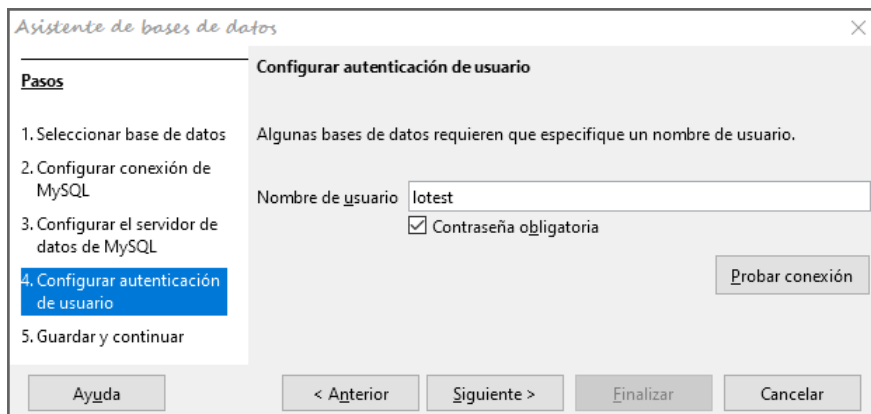 Asistente de bases de datos
Pasos
1. Seleccionar base de datos
2. Configurar conexión de
MySQL
3. Configurar el servidor de
datos de MySQL
4. Configurar autenticación
de usuario
5. Guardar y continuar
Configurar autenticación de usuario
Algunas bases de datos requieren que especifique un nombre de usuario.
Nombre de usuario lotest
Contraseña obligatoria
Probar conexión
Ayuda
< Anterior
Siguiente >
Finalizar
Cancelar